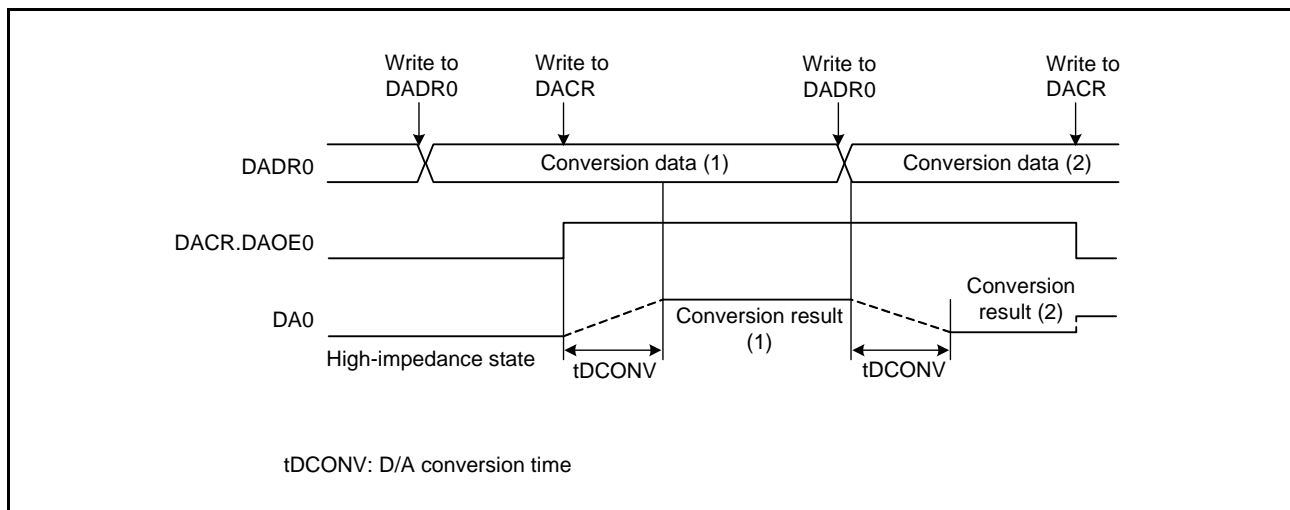 Write to
DADR0
Write to
DACR
Write to
DADR0
Write to
DACR
DADR0
Conversion data (1)
Conversion data (2)
DACR.DAOE0
DA0
High-impedance state
Conversion result
(1)
Conversion
result (2)
tDCONV
tDCONV
tDCONV: D/A conversion time